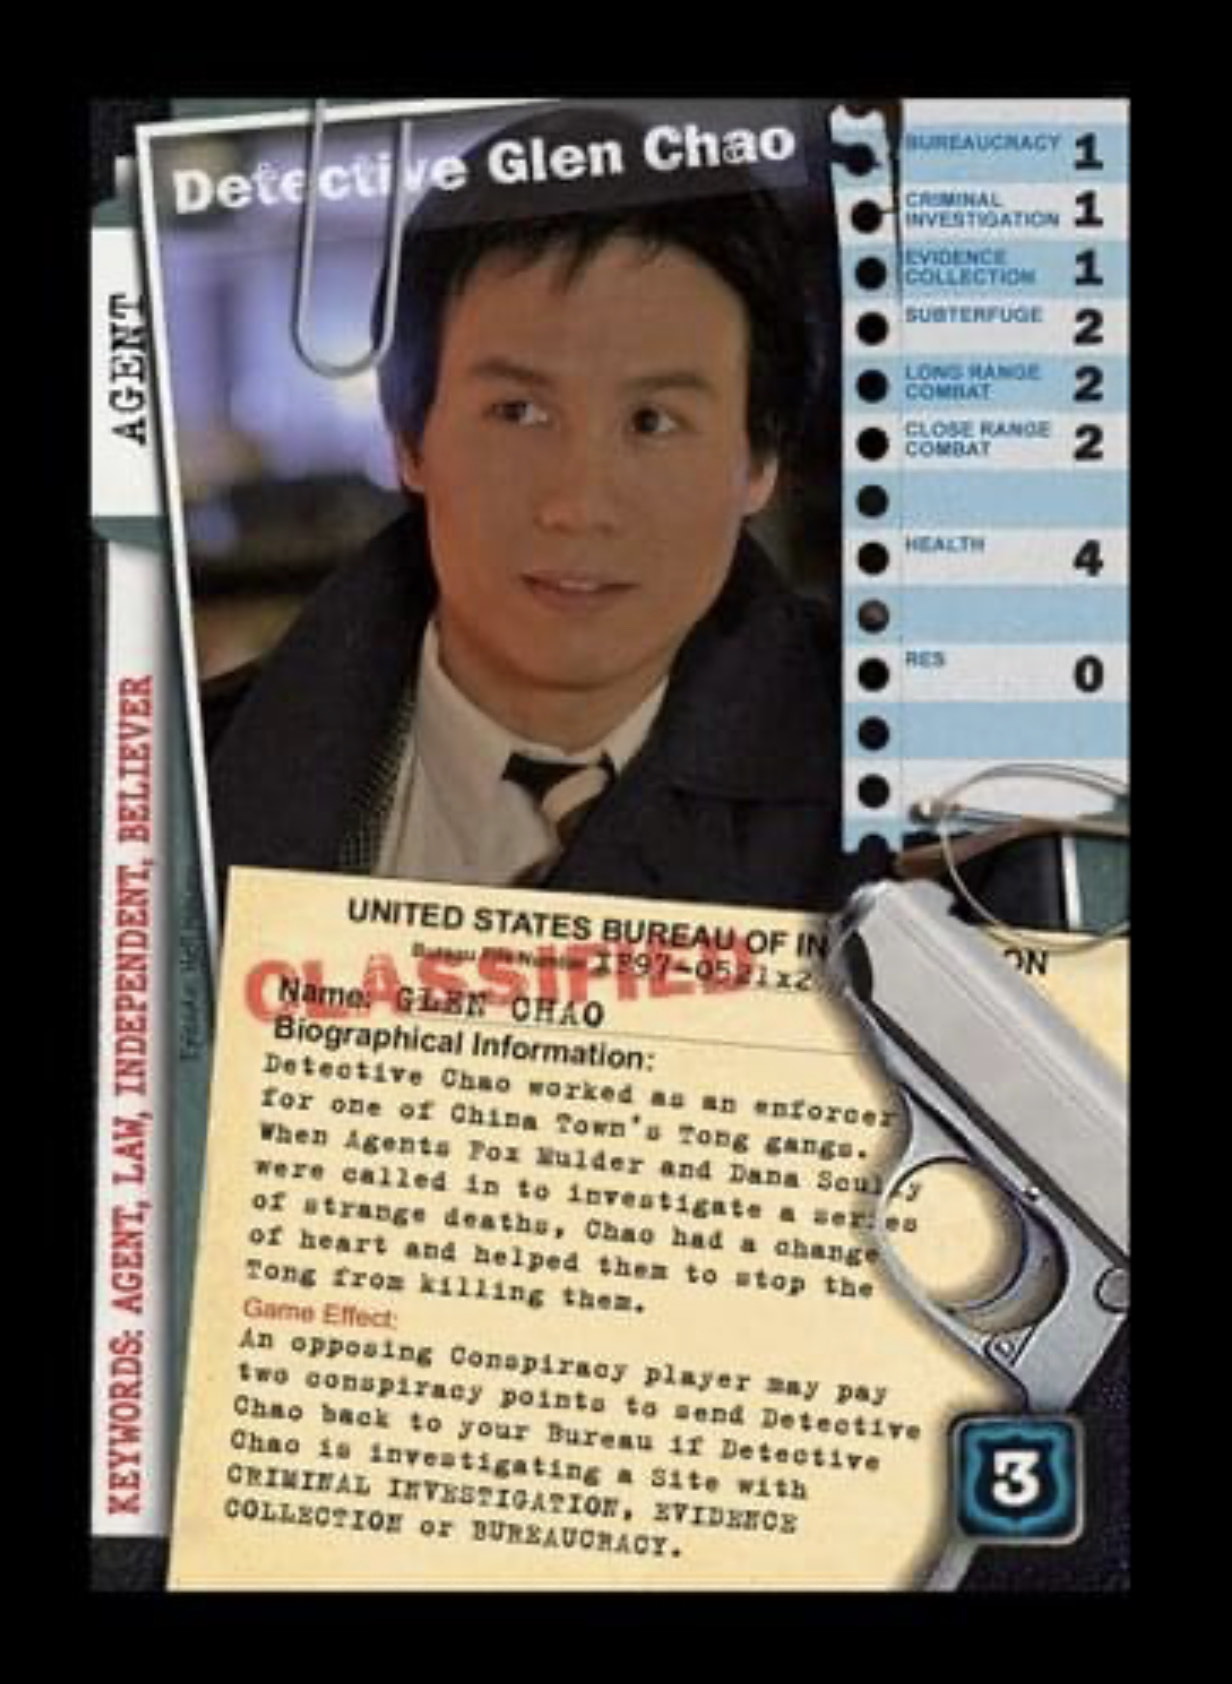 Detective Glen Chao
BUREAUCRACY 1
CRIMINAL
INVESTIGATION 1
EVIDENCE
COLLECTION 1
SUBTERFUGE 2
LONG RANGE
COMBAT 2
CLOSE RANGE
COMBAT 2
HEALTH 4
RES 0
AGENT
KEYWORDS: AGENT, LAW, INDEPENDENT, BELIEVER
UNITED STATES BUREAU OF IN ON
Bureau File Number XF97-0521x2
CLASSIFIED
Name: GLEN CHAO
Biographical Information:
Detective Chao worked as an enforcer
for one of China Town's Tong gangs.
When Agents Fox Mulder and Dana Scully
were called in to investigate a series
of strange deaths, Chao had a change
of heart and helped them to stop the
Tong from killing them.
Game Effect:
An opposing Conspiracy player may pay
two conspiracy points to send Detective
Chao back to your Bureau if Detective
Chao is investigating a Site with
CRIMINAL INVESTIGATION, EVIDENCE
COLLECTION or BUREAUCRACY.
3